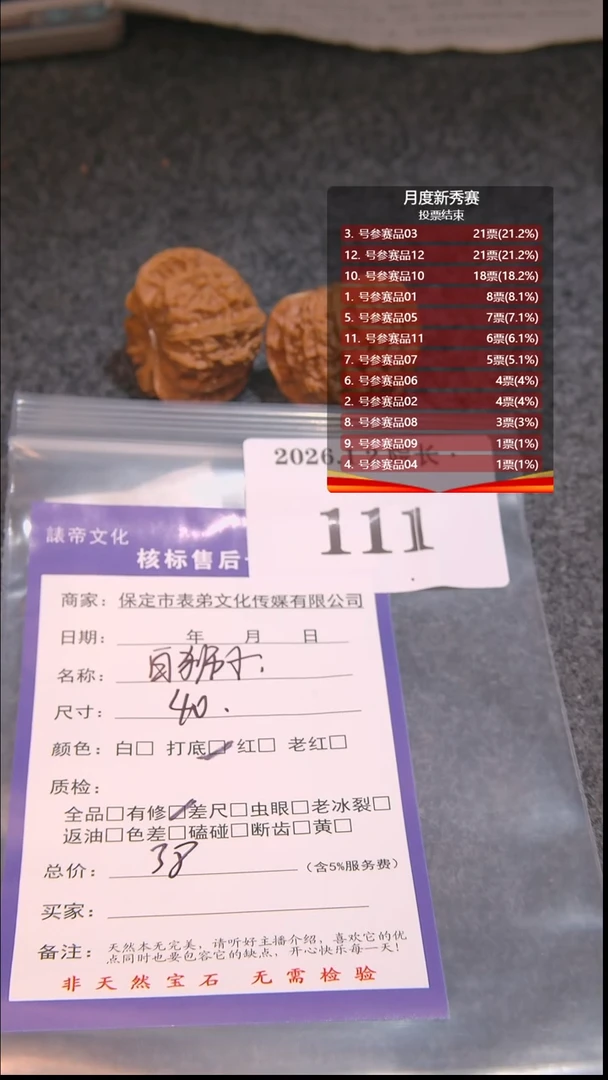 月度新秀赛
投票结束
3. 号参赛品03 21票(21.2%)
12. 号参赛品12 21票(21.2%)
10. 号参赛品10 18票(18.2%)
1. 号参赛品01 8票(8.1%)
5. 号参赛品05 7票(7.1%)
11. 号参赛品11 6票(6.1%)
7. 号参赛品07 5票(5.1%)
6. 号参赛品06 4票(4%)
2. 号参赛品02 4票(4%)
8. 号参赛品08 3票(3%)
9. 号参赛品09 1票(1%)
4. 号参赛品04 1票(1%)
2026.1
111
錶帝文化
核标售后
商家：保定市表弟文化传媒有限公司
日期： 年 月 日
名称： 白狮子.
尺寸： 40.
颜色：白□ 打底☑ 红□ 老红□
质检：
全品□有修☑差尺□虫眼□老冰裂□
返油□色差□磕碰□断齿□黄□
总价： 38 （含5%服务费）
买家：
备注：天然本无完美，请听好主播介绍，喜欢它的优
点同时也要包容它的缺点，开心快乐每一天！
非天然宝石 无需检验